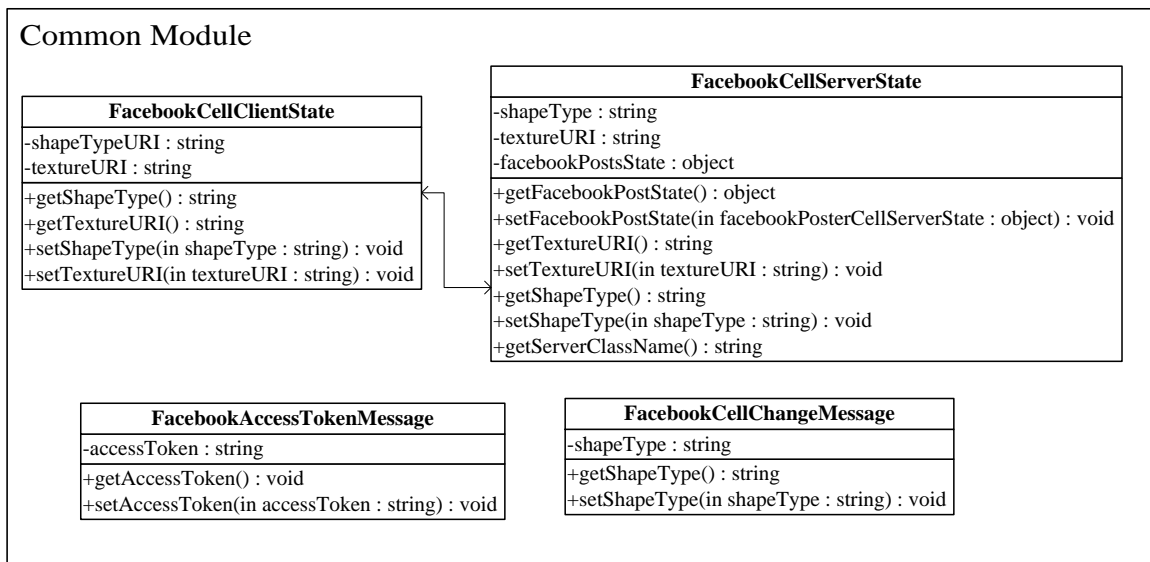 Common Module
FacebookCellClientState
-shapeTypeURI : string
-textureURI : string
+getShapeType() : string
+getTextureURI() : string
+setShapeType(in shapeType : string) : void
+setTextureURI(in textureURI : string) : void
FacebookCellServerState
-shapeType : string
-textureURI : string
-facebookPostsState : object
+getFacebookPostState() : object
+setFacebookPostState(in facebookPosterCellServerState : object) : void
+getTextureURI() : string
+setTextureURI(in textureURI : string) : void
+getShapeType() : string
+setShapeType(in shapeType : string) : void
+getServerClassName() : string
FacebookAccessTokenMessage
-accessToken : string
+getAccessToken() : void
+setAccessToken(in accessToken : string) : void
FacebookCellChangeMessage
-shapeType : string
+getShapeType() : string
+setShapeType(in shapeType : string) : void